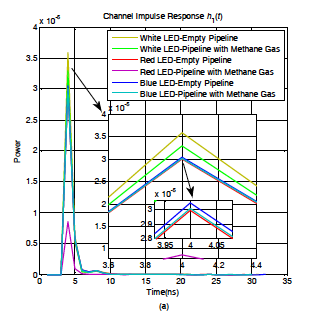 Channel Impulse Response h₁(t)
x 10⁻⁵
4
3.5
3
2.5
2
1.5
1
0.5
0
Power
White LED-Empty Pipeline
White LED-Pipeline with Methane Gas
Red LED-Empty Pipeline
Red LED-Pipeline with Methane Gas
Blue LED-Empty Pipeline
Blue LED-Pipeline with Methane Gas
x 10⁻⁵
4
3.5
3
2.5
2
1.5
1
3.6 3.8 4 4.2 4.4
x 10⁻⁵
3
2.9
2.8
3.95 4 4.05
0 5 10 15 20 25 30 35
Time(ns)
(a)